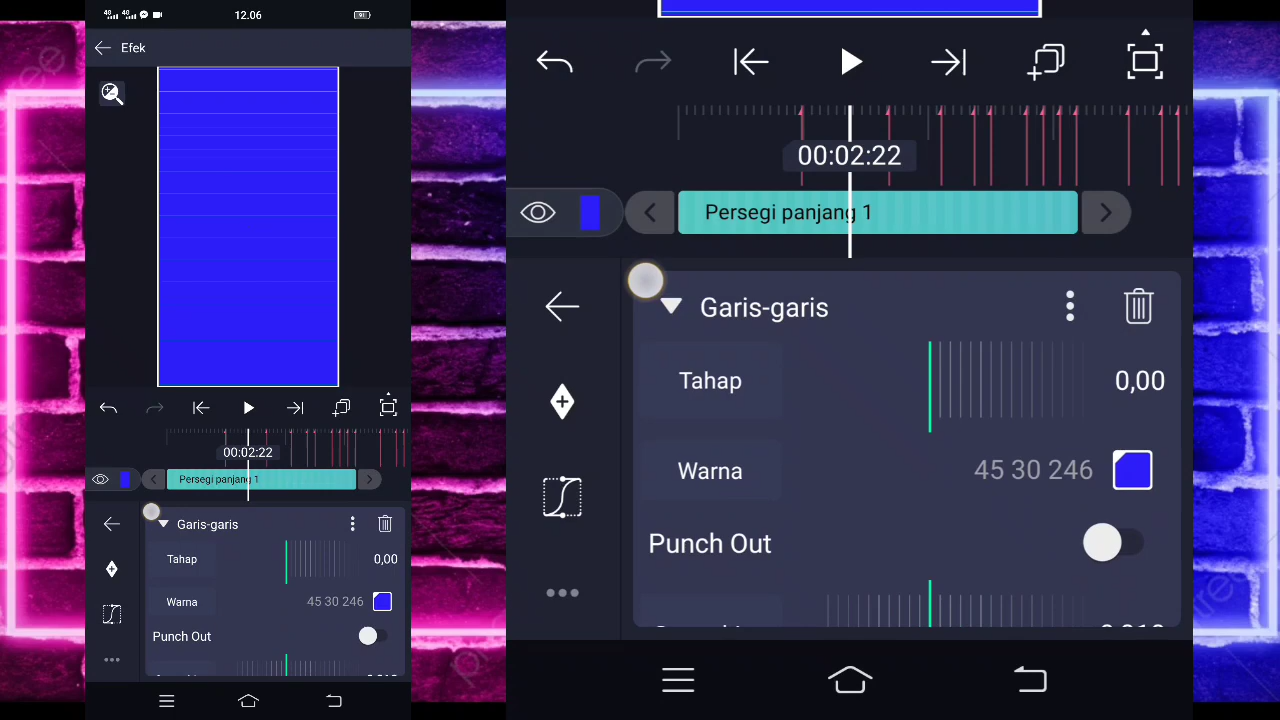 12.06
91
Efek
00:02:22
Persegi panjang 1
Garis-garis
Tahap
0,00
Warna
45 30 246
Punch Out
00:02:22
Persegi panjang 1
Garis-garis
Tahap
0,00
Warna
45 30 246
Punch Out